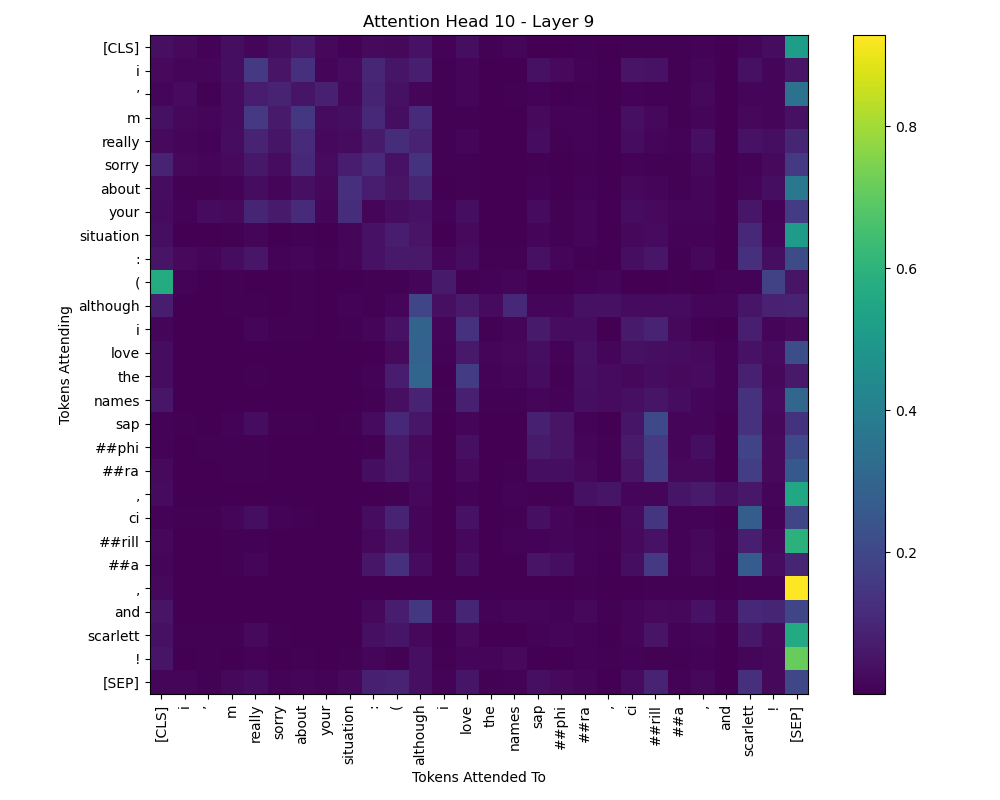 Attention Head 10 - Layer 9
Tokens Attending
[CLS]
i
’
m
really
sorry
about
your
situation
:
(
although
i
love
the
names
sap
##phi
##ra
,
ci
##rill
##a
,
and
scarlett
!
[SEP]
[CLS] i ’ m really sorry about your situation : ( although i love the names sap ##phi ##ra , ci ##rill ##a , and scarlett ! [SEP]
Tokens Attended To
0.8
0.6
0.4
0.2